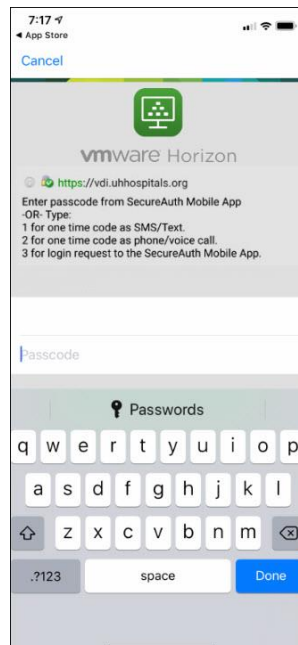 7:17
◀ App Store
Cancel
vmware Horizon
https://vdi.uhhospitals.org
Enter passcode from SecureAuth Mobile App
-OR- Type:
1 for one time code as SMS/Text.
2 for one time code as phone/voice call.
3 for login request to the SecureAuth Mobile App.
Passcode
Passwords
q w e r t y u i o p
a s d f g h j k l
z x c v b n m
.?123 space Done